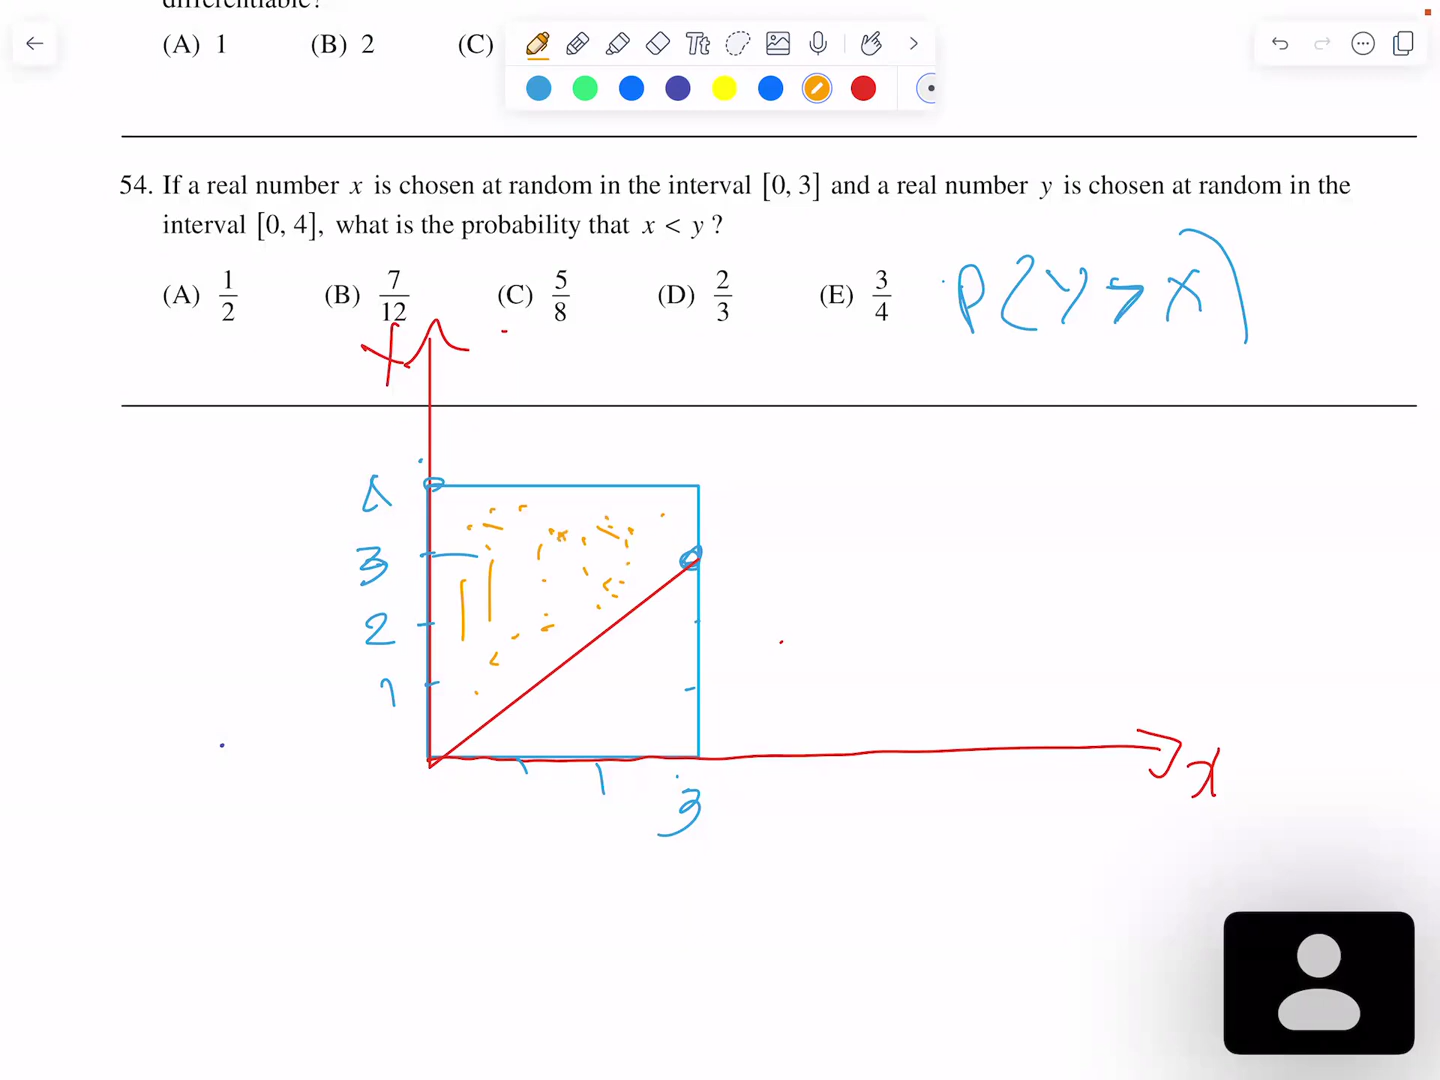 differentiable?
(A) 1 (B) 2 (C)
Tt
54. If a real number x is chosen at random in the interval [0, 3] and a real number y is chosen at random in the
interval [0, 4], what is the probability that x < y ?
(A) 1/2 (B) 7/12 (C) 5/8 (D) 2/3 (E) 3/4
P(y>x)
4
3
2
1
3
x